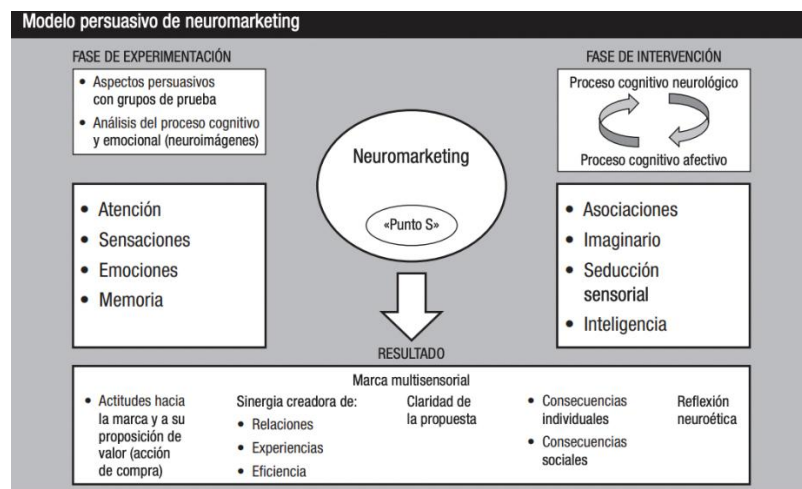 Modelo persuasivo de neuromarketing
FASE DE EXPERIMENTACIÓN
• Aspectos persuasivos
con grupos de prueba
• Análisis del proceso cognitivo
y emocional (neuroimágenes)
• Atención
• Sensaciones
• Emociones
• Memoria
Neuromarketing
«Punto S»
FASE DE INTERVENCIÓN
Proceso cognitivo neurológico
Proceso cognitivo afectivo
• Asociaciones
• Imaginario
• Seducción
sensorial
• Inteligencia
RESULTADO
Marca multisensorial
• Actitudes hacia
la marca y a su
proposición de
valor (acción
de compra)
Sinergia creadora de:
• Relaciones
• Experiencias
• Eficiencia
Claridad de
la propuesta
• Consecuencias
individuales
• Consecuencias
sociales
Reflexión
neuroética